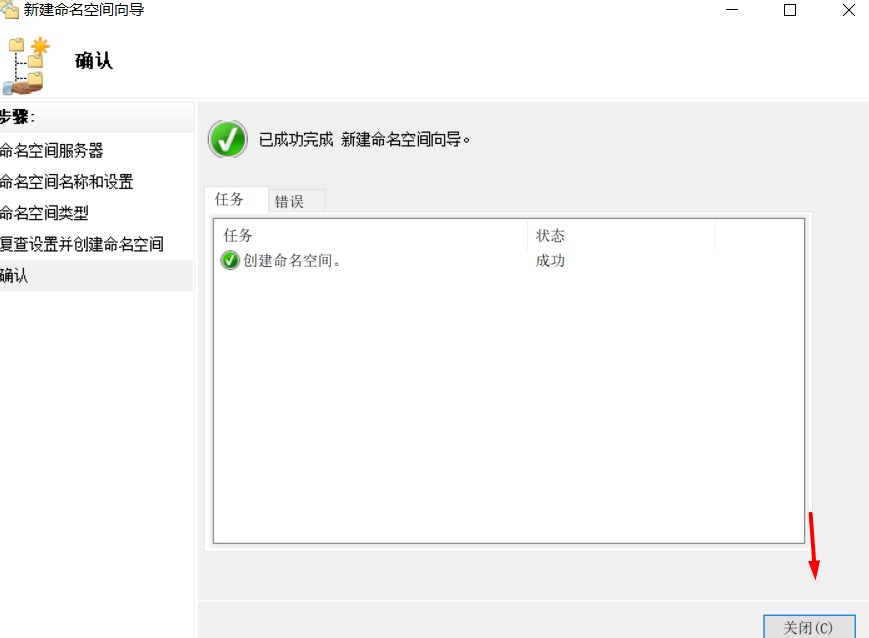 新建命名空间向导
确认
步骤:
命名空间服务器
命名空间名称和设置
命名空间类型
复查设置并创建命名空间
确认
已成功完成 新建命名空间向导。
任务 错误
任务 状态
创建命名空间。 成功
关闭(C)